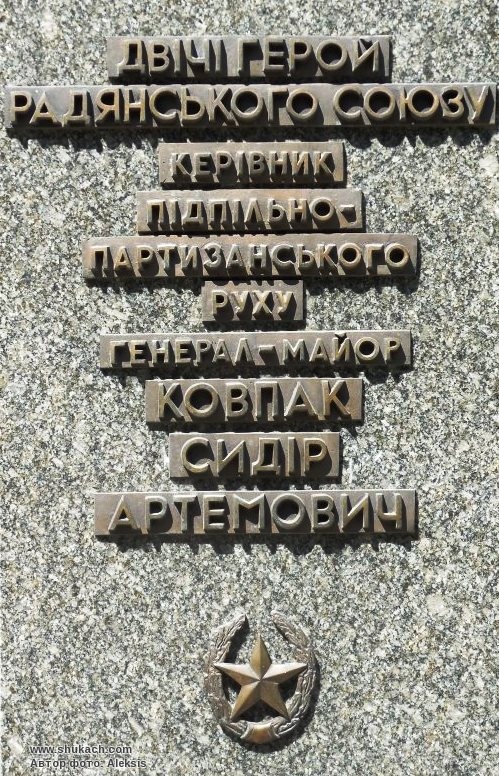 ДВІЧІ ГЕРОЙ
РАДЯНСЬКОГО СОЮЗУ
КЕРІВНИК
ПІДПІЛЬНО-
ПАРТИЗАНСЬКОГО
РУХУ
ГЕНЕРАЛ-МАЙОР
КОВПАК
СИДІР
АРТЕМОВИЧ
www.shukach.com
Автор фото: Aleksis